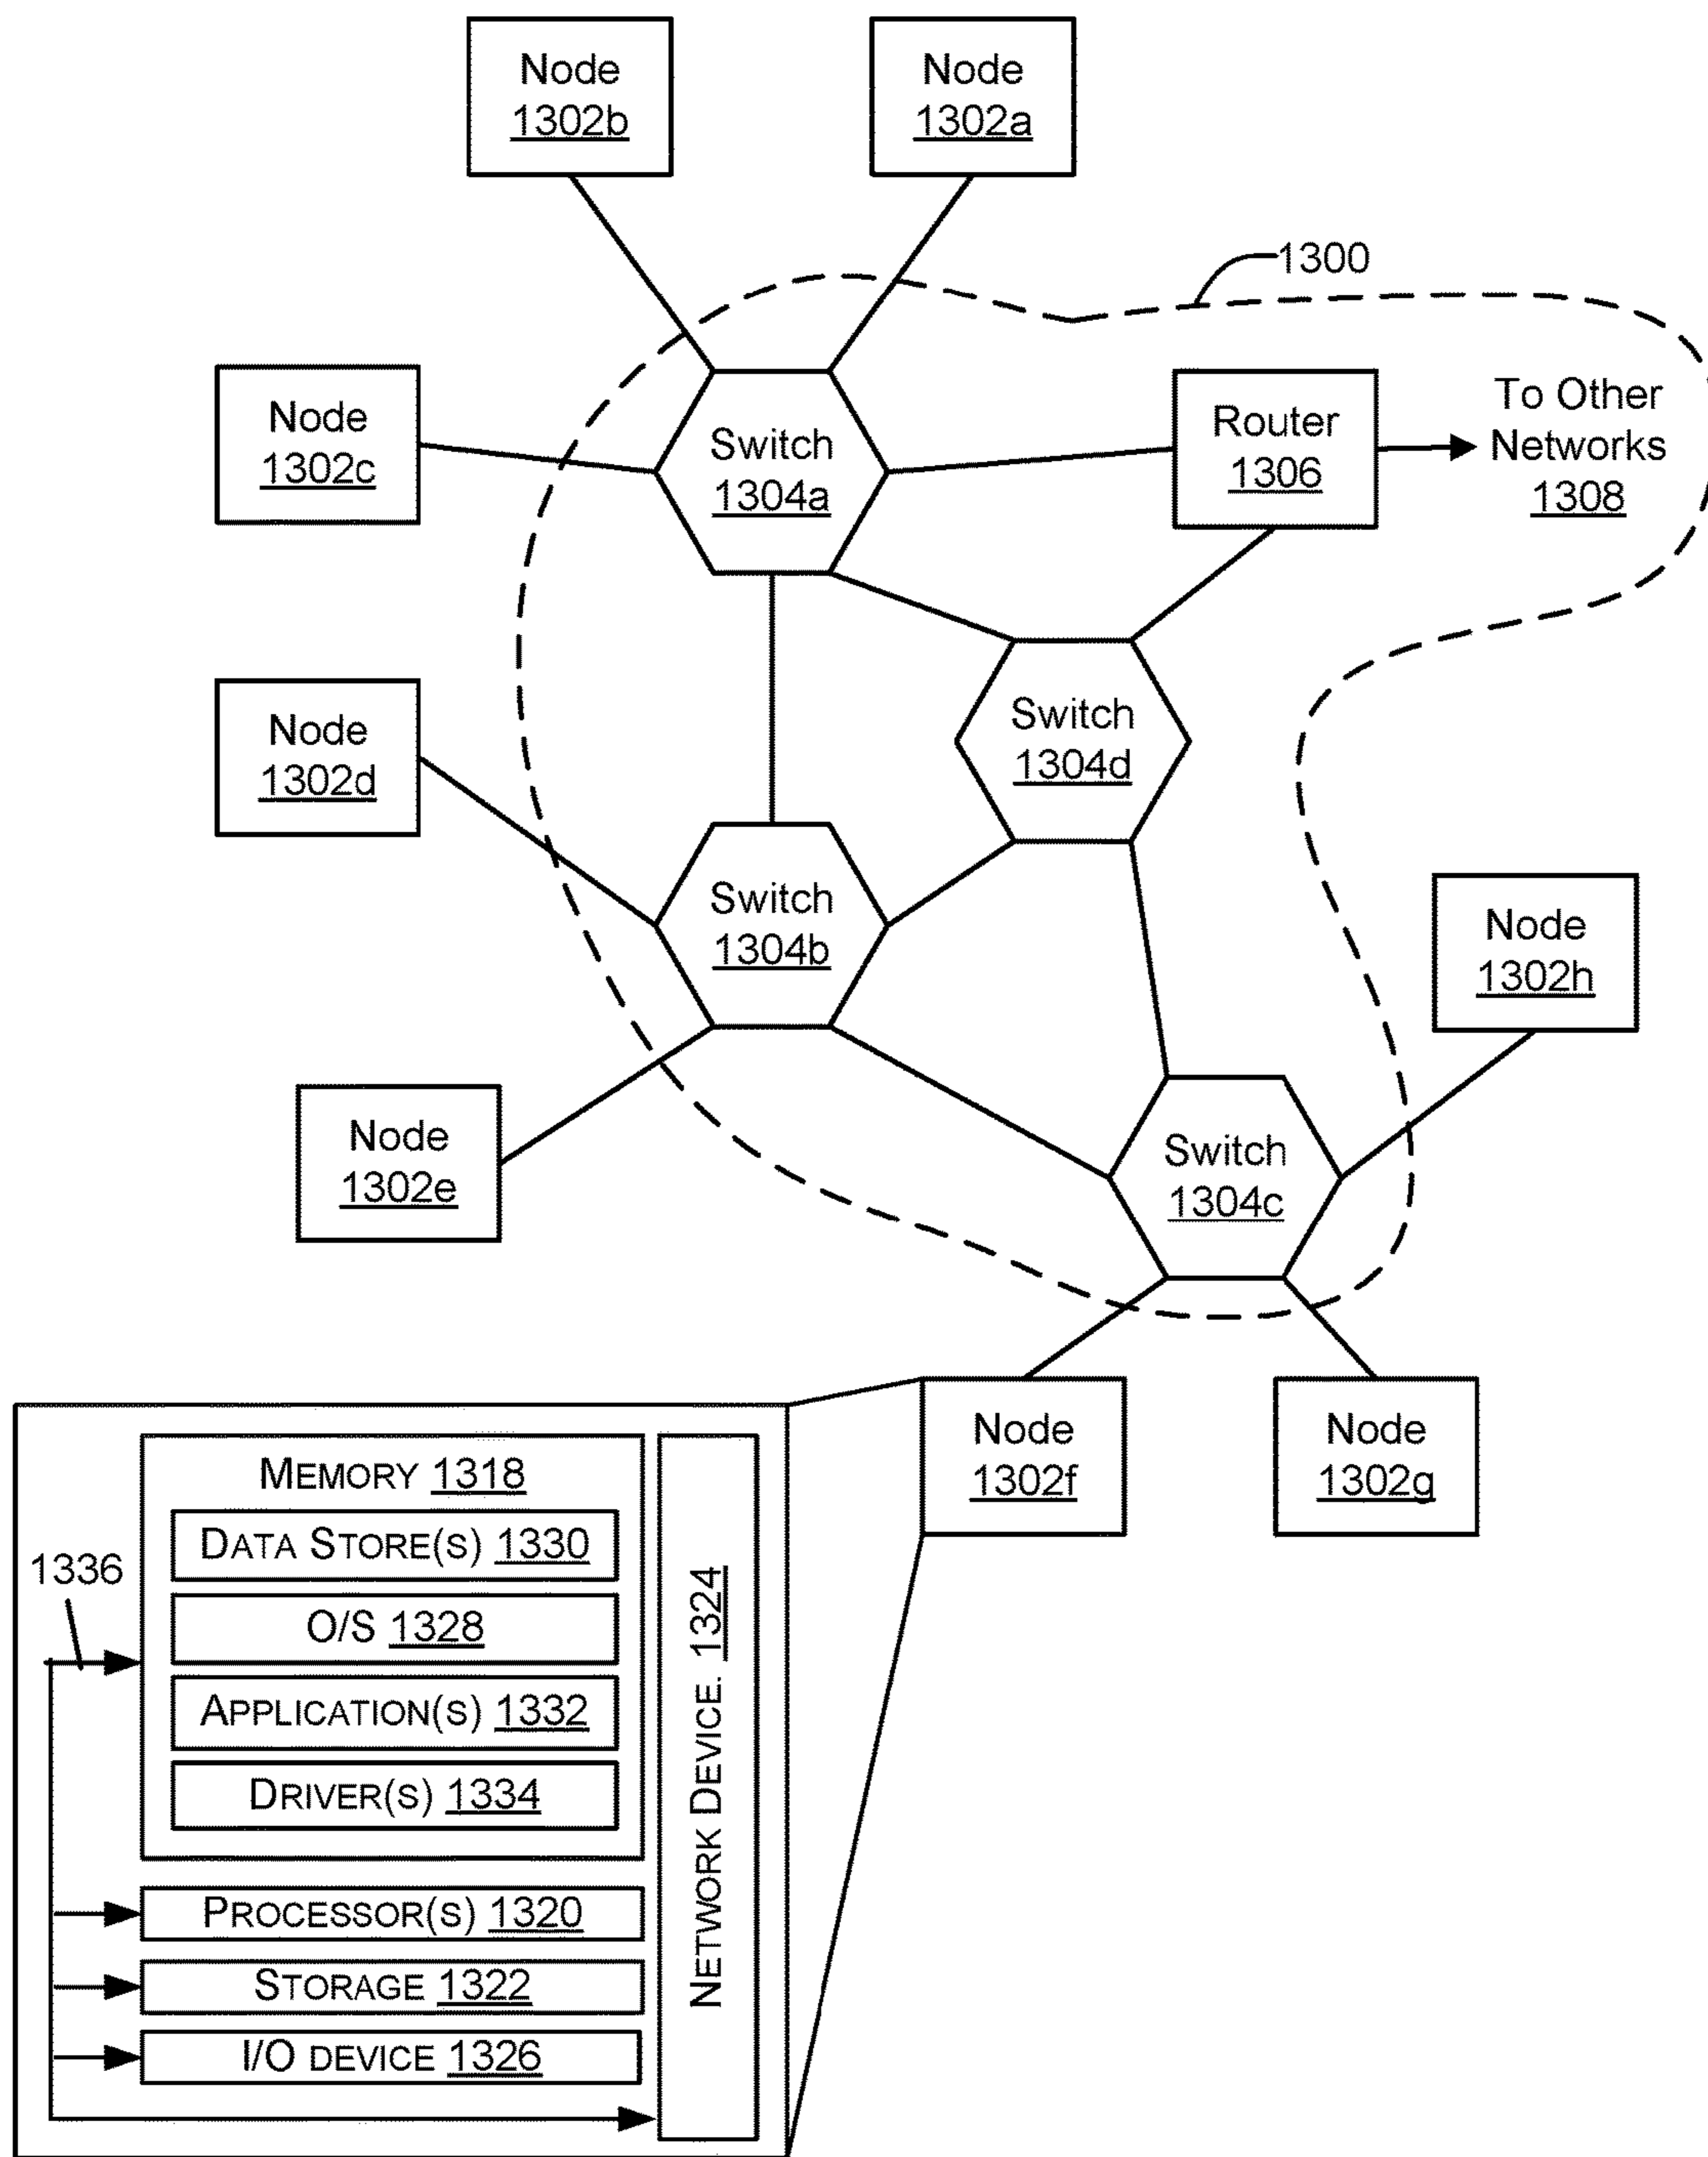 Node
1302b
Node
1302a
1300
Node
1302c
Switch
1304a
Router
1306
To Other
Networks
1308
Node
1302d
Switch
1304d
Switch
1304b
Node
1302h
Node
1302e
Switch
1304c
Node
1302f
Node
1302g
MEMORY 1318
DATA STORE(S) 1330
1336
O/S 1328
APPLICATION(S) 1332
DRIVER(S) 1334
PROCESSOR(S) 1320
STORAGE 1322
I/O DEVICE 1326
NETWORK DEVICE. 1324